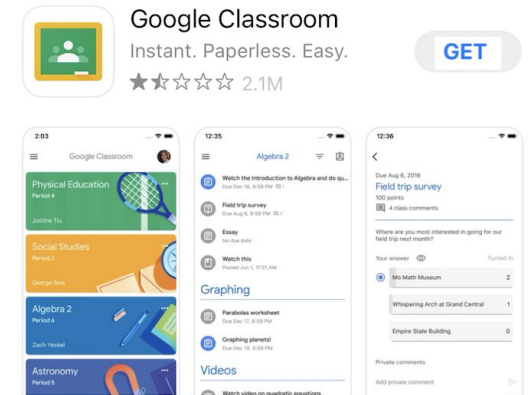 Google Classroom
Instant. Paperless. Easy.
2.1M
GET
2:03
Google Classroom
Physical Education
Period 4
Justine Tiu
Social Studies
Period 2
George Rex
Algebra 2
Period 6
Zach Yeskel
Astronomy
Period 5
12:35
Algebra 2
Watch the Introduction to Algebra and do qu...
Due Dec 18, 8:59 PM
Field trip survey
Due Aug 6, 8:59 PM
Essay
No due date
Watch this
Posted Jun 1, 11:51 AM
Graphing
Parabolas worksheet
Due Dec 17, 8:58 PM
Graphing planets!
Due Dec 18, 8:58 PM
Videos
Watch video on quadratic equations
12:36
Due Aug 6, 2018
Field trip survey
100 points
4 class comments
Where are you most interested in going for our
field trip next month?
Your answer
Turned in
Mo Math Museum 2
Whispering Arch at Grand Central 1
Empire State Building 0
Private comments
Add private comment